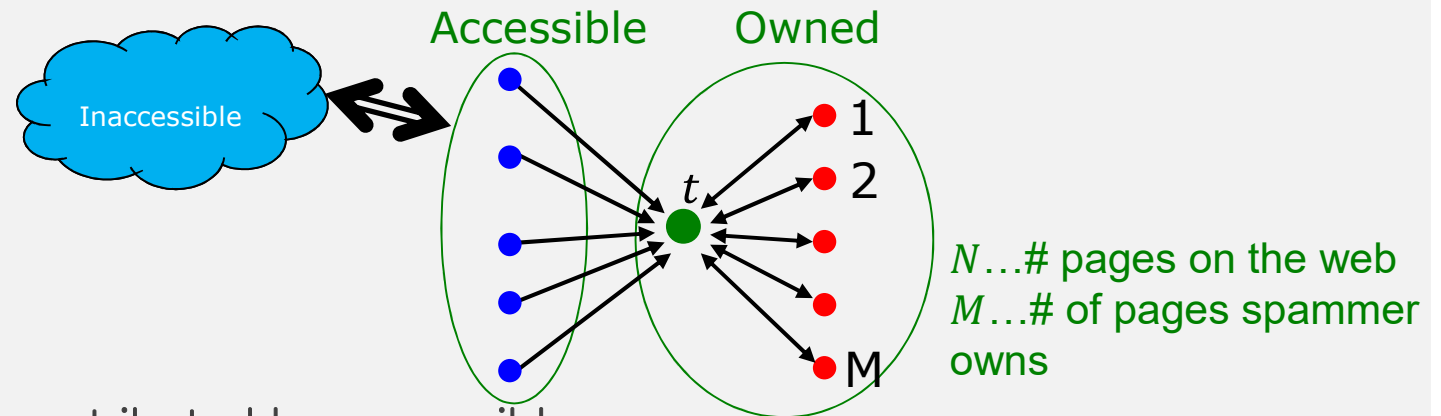 Accessible Owned
Inaccessible
1
t
2
N…# pages on the web
M…# of pages spammer
owns
M